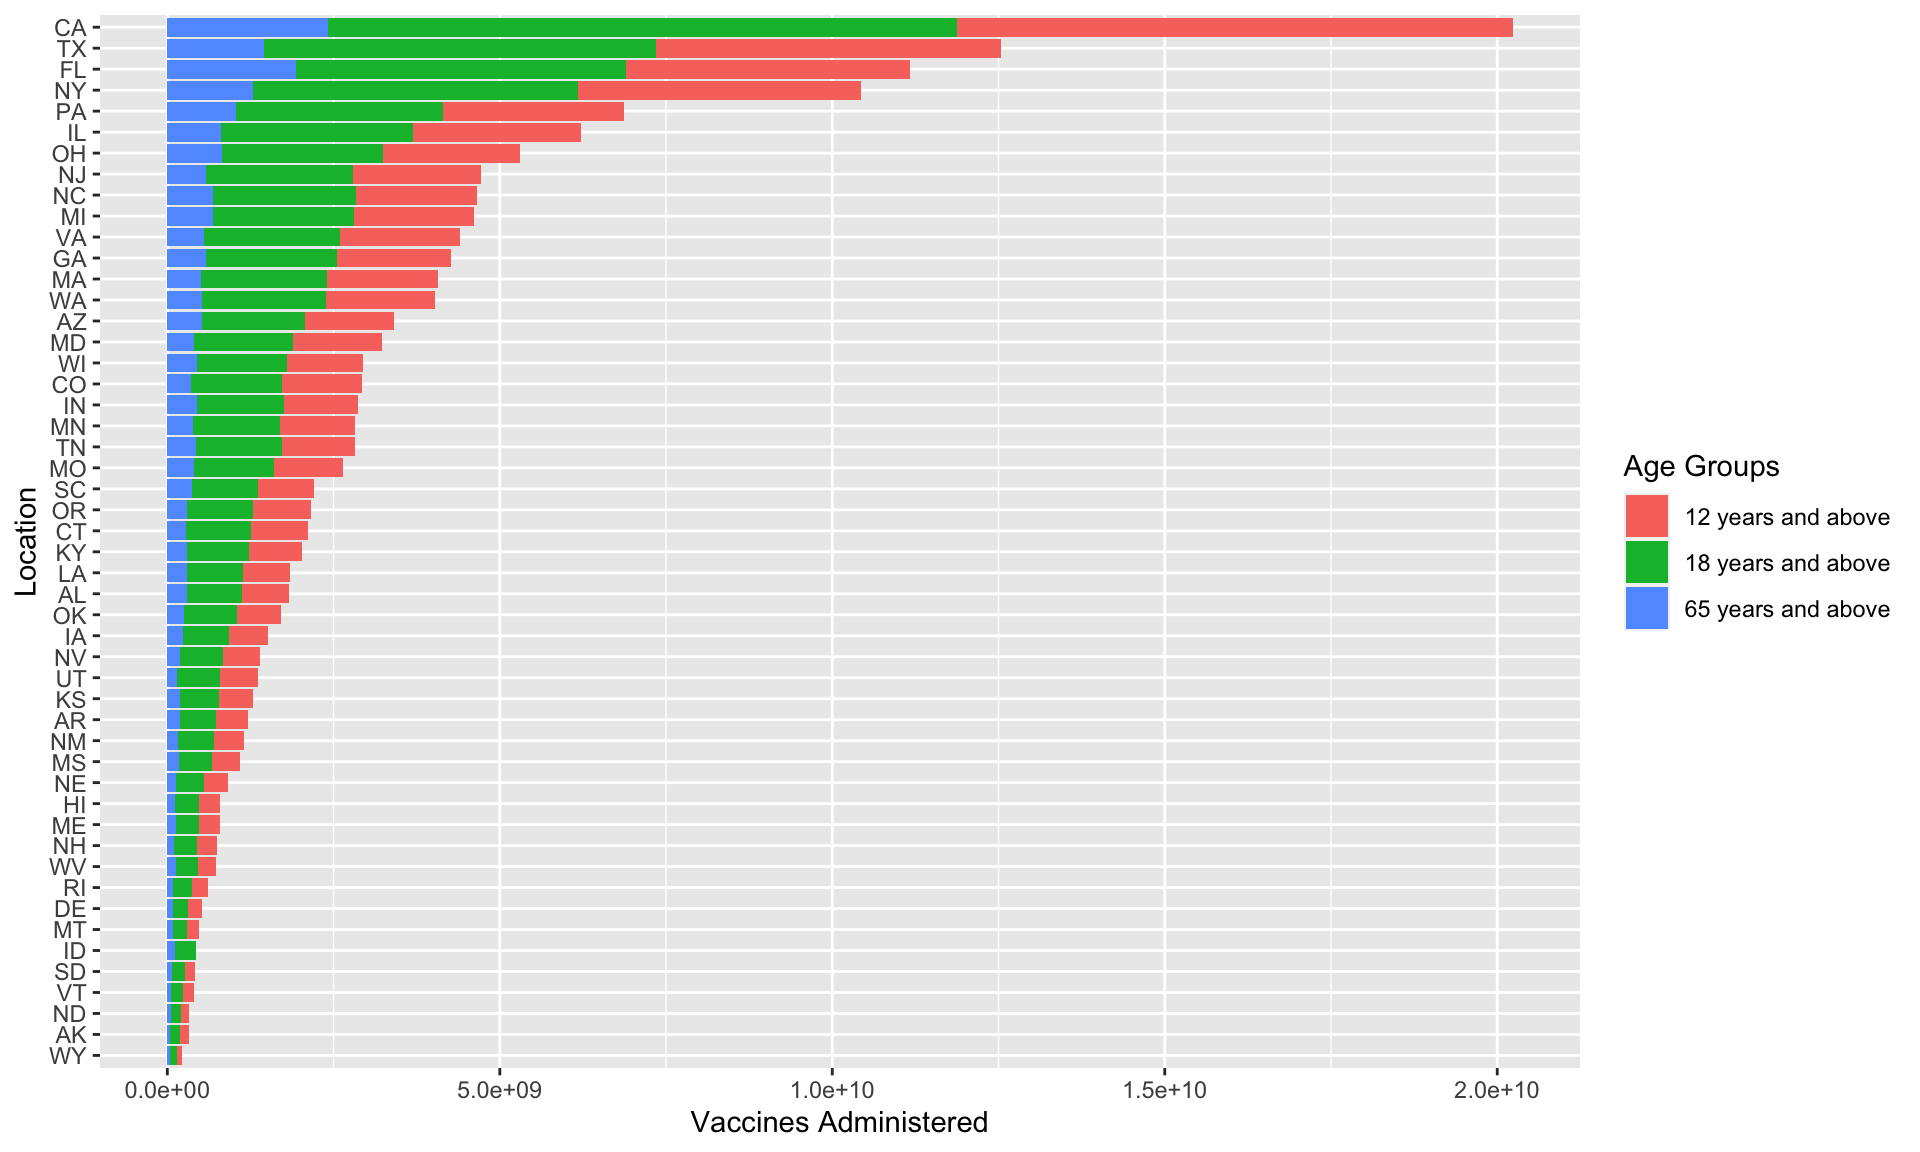 CA
TX
FL
NY
PA
IL
OH
NJ
NC
MI
VA
GA
MA
WA
AZ
MD
WI
CO
IN
MN
TN
MO
SC
OR
CT
KY
LA
AL
OK
IA
NV
UT
KS
AR
NM
MS
NE
HI
ME
NH
WV
RI
DE
MT
ID
SD
VT
ND
AK
WY
Location
0.0e+00 5.0e+09 1.0e+10 1.5e+10 2.0e+10
Vaccines Administered
Age Groups
12 years and above
18 years and above
65 years and above